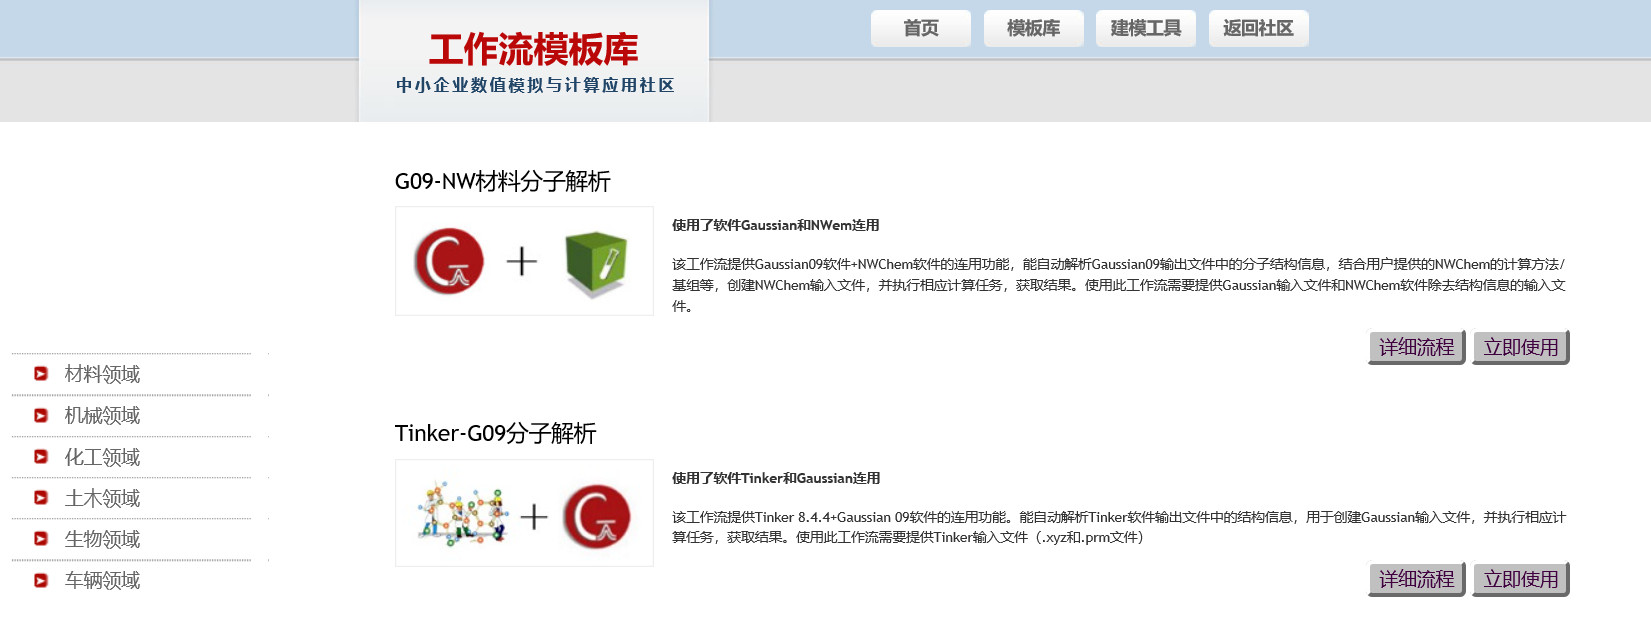 工作流模板库
中小企业数值模拟与计算应用社区
首页
模板库
建模工具
返回社区
材料领域
机械领域
化工领域
土木领域
生物领域
车辆领域
G09-NW材料分子解析
使用了软件Gaussian和NWem连用
该工作流提供Gaussian09软件+NWChem软件的连用功能，能自动解析Gaussian09输出文件中的分子结构信息，结合用户提供的NWChem的计算方法/
基组等，创建NWChem输入文件，并执行相应计算任务，获取结果。使用此工作流需要提供Gaussian输入文件和NWChem软件除去结构信息的输入文
件。
详细流程
立即使用
Tinker-G09分子解析
使用了软件Tinker和Gaussian连用
该工作流提供Tinker 8.4.4+Gaussian 09软件的连用功能。能自动解析Tinker软件输出文件中的结构信息，用于创建Gaussian输入文件，并执行相应计
算任务，获取结果。使用此工作流需要提供Tinker输入文件（.xyz和.prm文件）
详细流程
立即使用